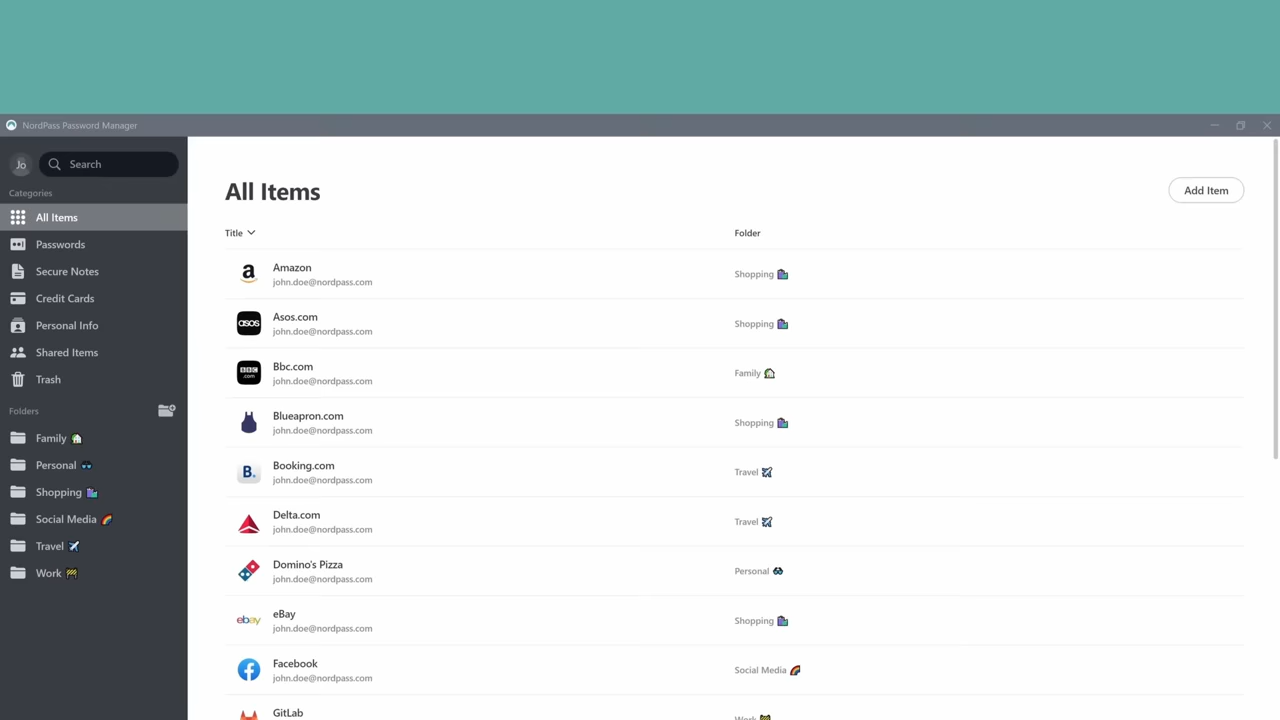 NordPass Password Manager
Jo
Search
Categories
All Items
Passwords
Secure Notes
Credit Cards
Personal Info
Shared Items
Trash
Folders
Family
Personal
Shopping
Social Media
Travel
Work
All Items
Add Item
Title
Folder
a
Amazon
john.doe@nordpass.com
Shopping
asos
Asos.com
john.doe@nordpass.com
Shopping
BBC
.com
Bbc.com
john.doe@nordpass.com
Family
Blueapron.com
john.doe@nordpass.com
Shopping
B.
Booking.com
john.doe@nordpass.com
Travel
Delta.com
john.doe@nordpass.com
Travel
Domino's Pizza
john.doe@nordpass.com
Personal
ebay
eBay
john.doe@nordpass.com
Shopping
f
Facebook
john.doe@nordpass.com
Social Media
GitLab
Work